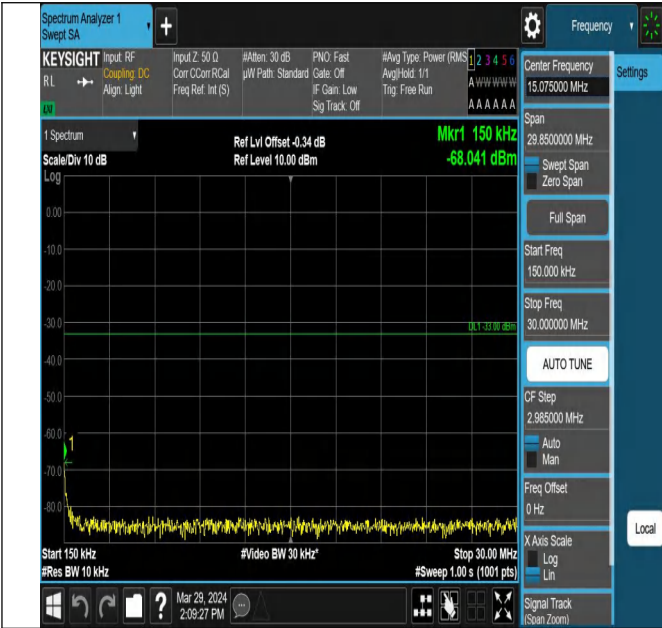 Spectrum Analyzer 1
Swept SA
Frequency
KEYSIGHT
RL
LXI
Input: RF
Coupling: DC
Align: Light
Input Z: 50 Ω
Corr CCorr RCal
Freq Ref: Int (S)
#Atten: 30 dB
µW Path: Standard
PNO: Fast
Gate: Off
IF Gain: Low
Sig Track: Off
#Avg Type: Power (RMS
Avg|Hold: 1/1
Trig: Free Run
1 2 3 4 5 6
A W W W W W
A A A A A A
1 Spectrum
Scale/Div 10 dB
Log
Ref Lvl Offset -0.34 dB
Ref Level 10.00 dBm
Mkr1 150 kHz
-68.041 dBm
0.00
-10.0
-20.0
-30.0
-40.0
-50.0
-60.0
-70.0
-80.0
DL1 -33.00 dBm
1
Start 150 kHz
#Res BW 10 kHz
#Video BW 30 kHz*
Stop 30.00 MHz
#Sweep 1.00 s (1001 pts)
Center Frequency
15.075000 MHz
Settings
Span
29.8500000 MHz
Swept Span
Zero Span
Full Span
Start Freq
150.000 kHz
Stop Freq
30.000000 MHz
AUTO TUNE
CF Step
2.985000 MHz
Auto
Man
Freq Offset
0 Hz
X Axis Scale
Log
Lin
Local
Signal Track
(Span Zoom)
?
Mar 29, 2024
2:09:27 PM